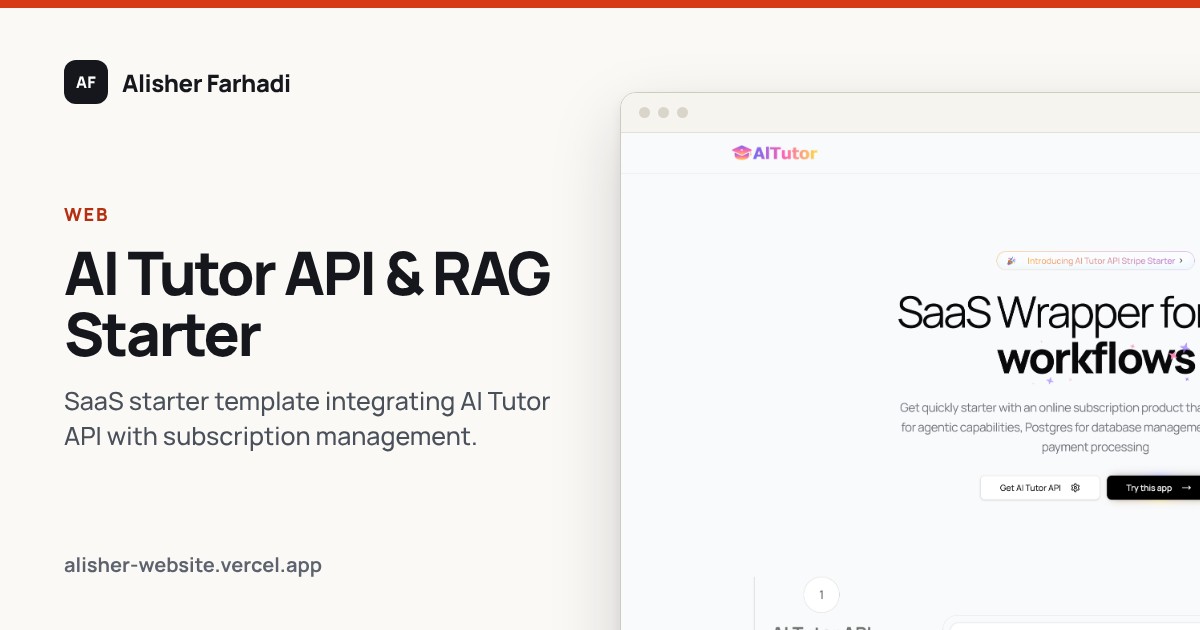 AF
Alisher Farhadi
WEB
AI Tutor API & RAG
Starter
SaaS starter template integrating AI Tutor
API with subscription management.
alisher-website.vercel.app
AITutor
Introducing AI Tutor API Stripe Starter
SaaS Wrapper for
workflows
Get quickly starter with an online subscription product
for agentic capabilities, Postgres for database
payment processing
Get AI Tutor API
Try this app →
1
AI Tutor API